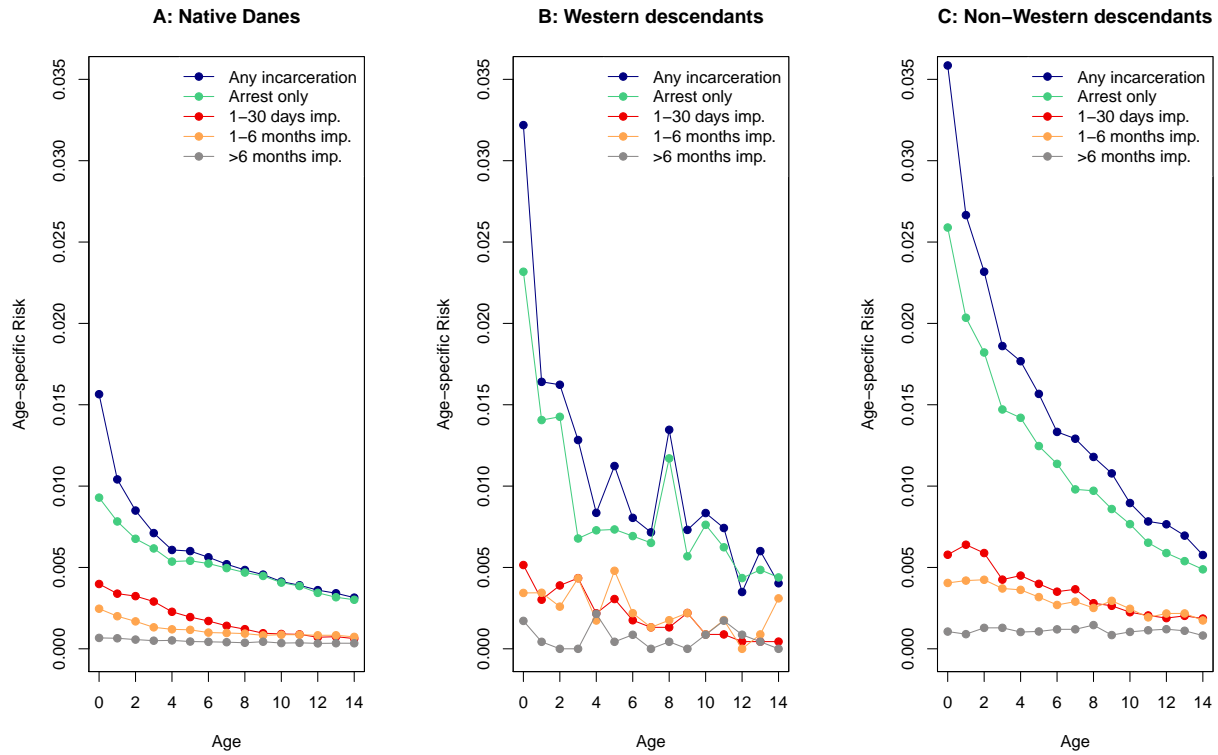 A: Native Danes
Age−specific Risk
0.035
0.030
0.025
0.020
0.015
0.010
0.005
0.000
Any incarceration
Arrest only
1−30 days imp.
1−6 months imp.
>6 months imp.
0 2 4 6 8 10 12 14
Age
B: Western descendants
Age−specific Risk
0.035
0.030
0.025
0.020
0.015
0.010
0.005
0.000
Any incarceration
Arrest only
1−30 days imp.
1−6 months imp.
>6 months imp.
0 2 4 6 8 10 12 14
Age
C: Non−Western descendants
Age−specific Risk
0.035
0.030
0.025
0.020
0.015
0.010
0.005
0.000
Any incarceration
Arrest only
1−30 days imp.
1−6 months imp.
>6 months imp.
0 2 4 6 8 10 12 14
Age